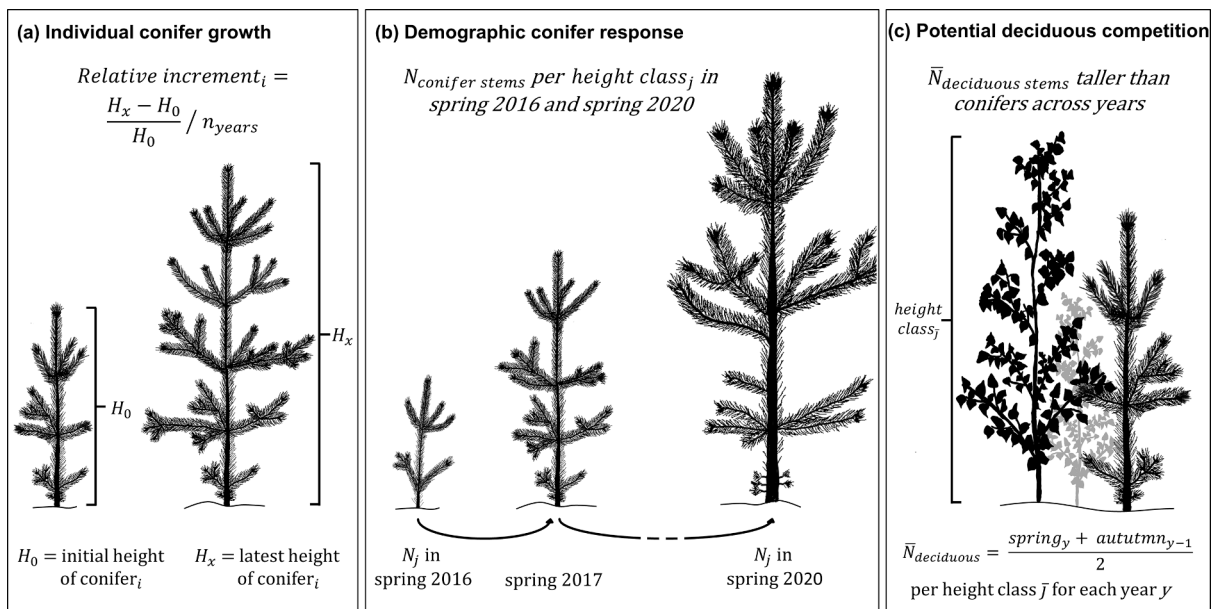 (a) Individual conifer growth
Relative increment_i =
(H_x − H_0) / H_0 / n_years
H_0
H_x
H_0 = initial height
of conifer_i
H_x = latest height
of conifer_i
(b) Demographic conifer response
N_conifer stems per height class_j in
spring 2016 and spring 2020
N_j in
spring 2016
spring 2017
N_j in
spring 2020
(c) Potential deciduous competition
N̄_deciduous stems taller than
conifers across years
height
class_j̄
N̄_deciduous = (spring_y + aututmn_y−1) / 2
per height class j̄ for each year y